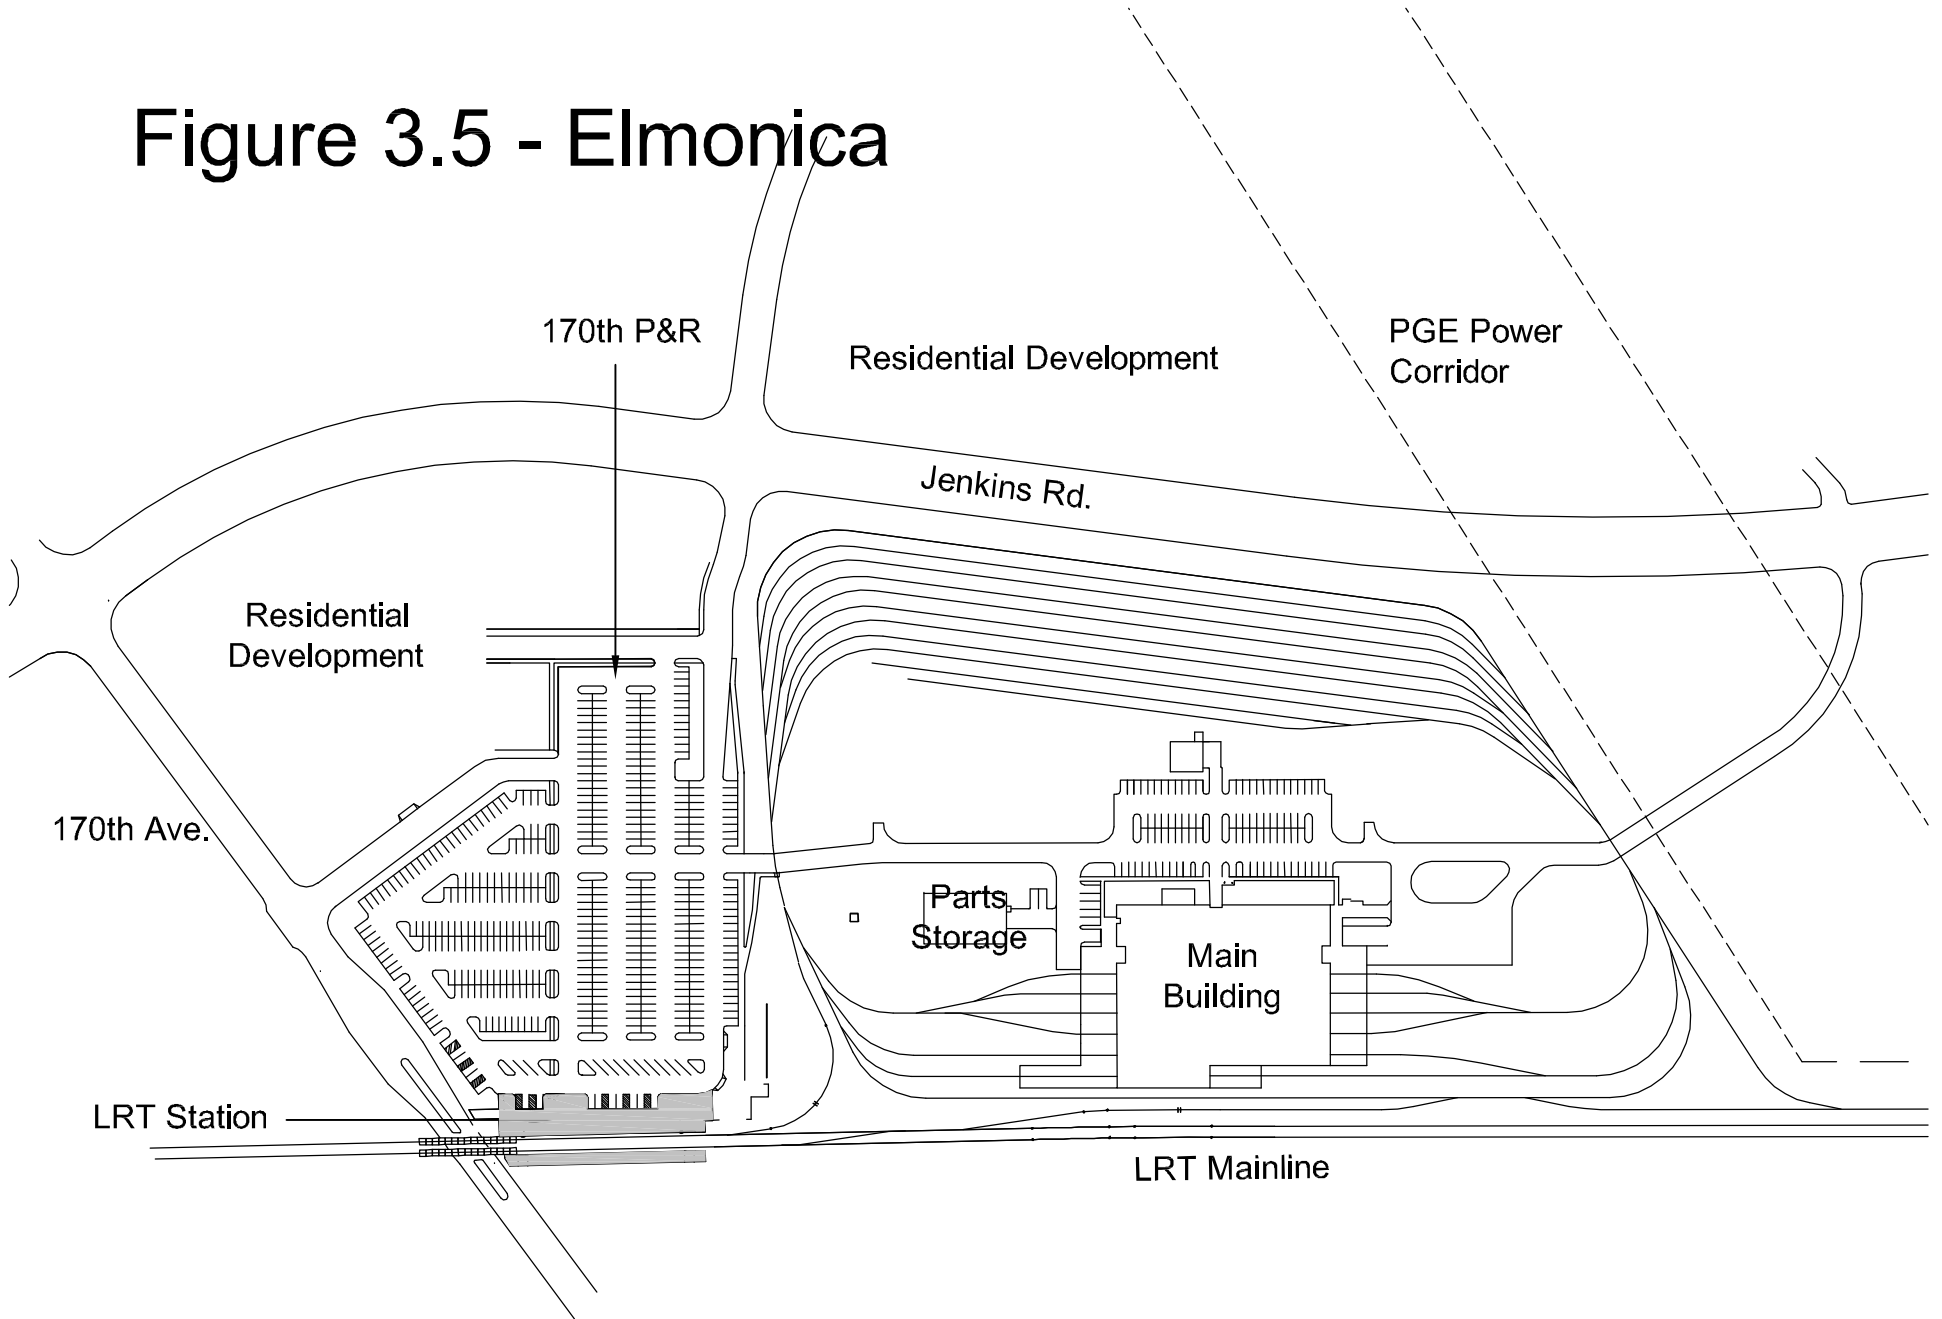 Figure 3.5 - Elmonica
170th P&R
Residential Development
PGE Power
Corridor
Jenkins Rd.
Residential
Development
170th Ave.
Parts
Storage
Main
Building
LRT Station
LRT Mainline